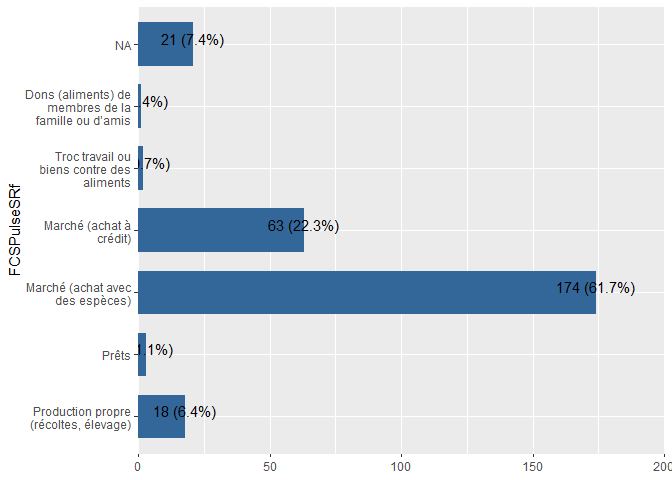 FCSPulseSRf
NA
21 (7.4%)
Dons (aliments) de
membres de la
famille ou d'amis
4%)
Troc travail ou
biens contre des
aliments
.7%)
Marché (achat à
crédit)
63 (22.3%)
Marché (achat avec
des espèces)
174 (61.7%)
Prêts
.1%)
Production propre
(récoltes, élevage)
18 (6.4%)
0
50
100
150
200